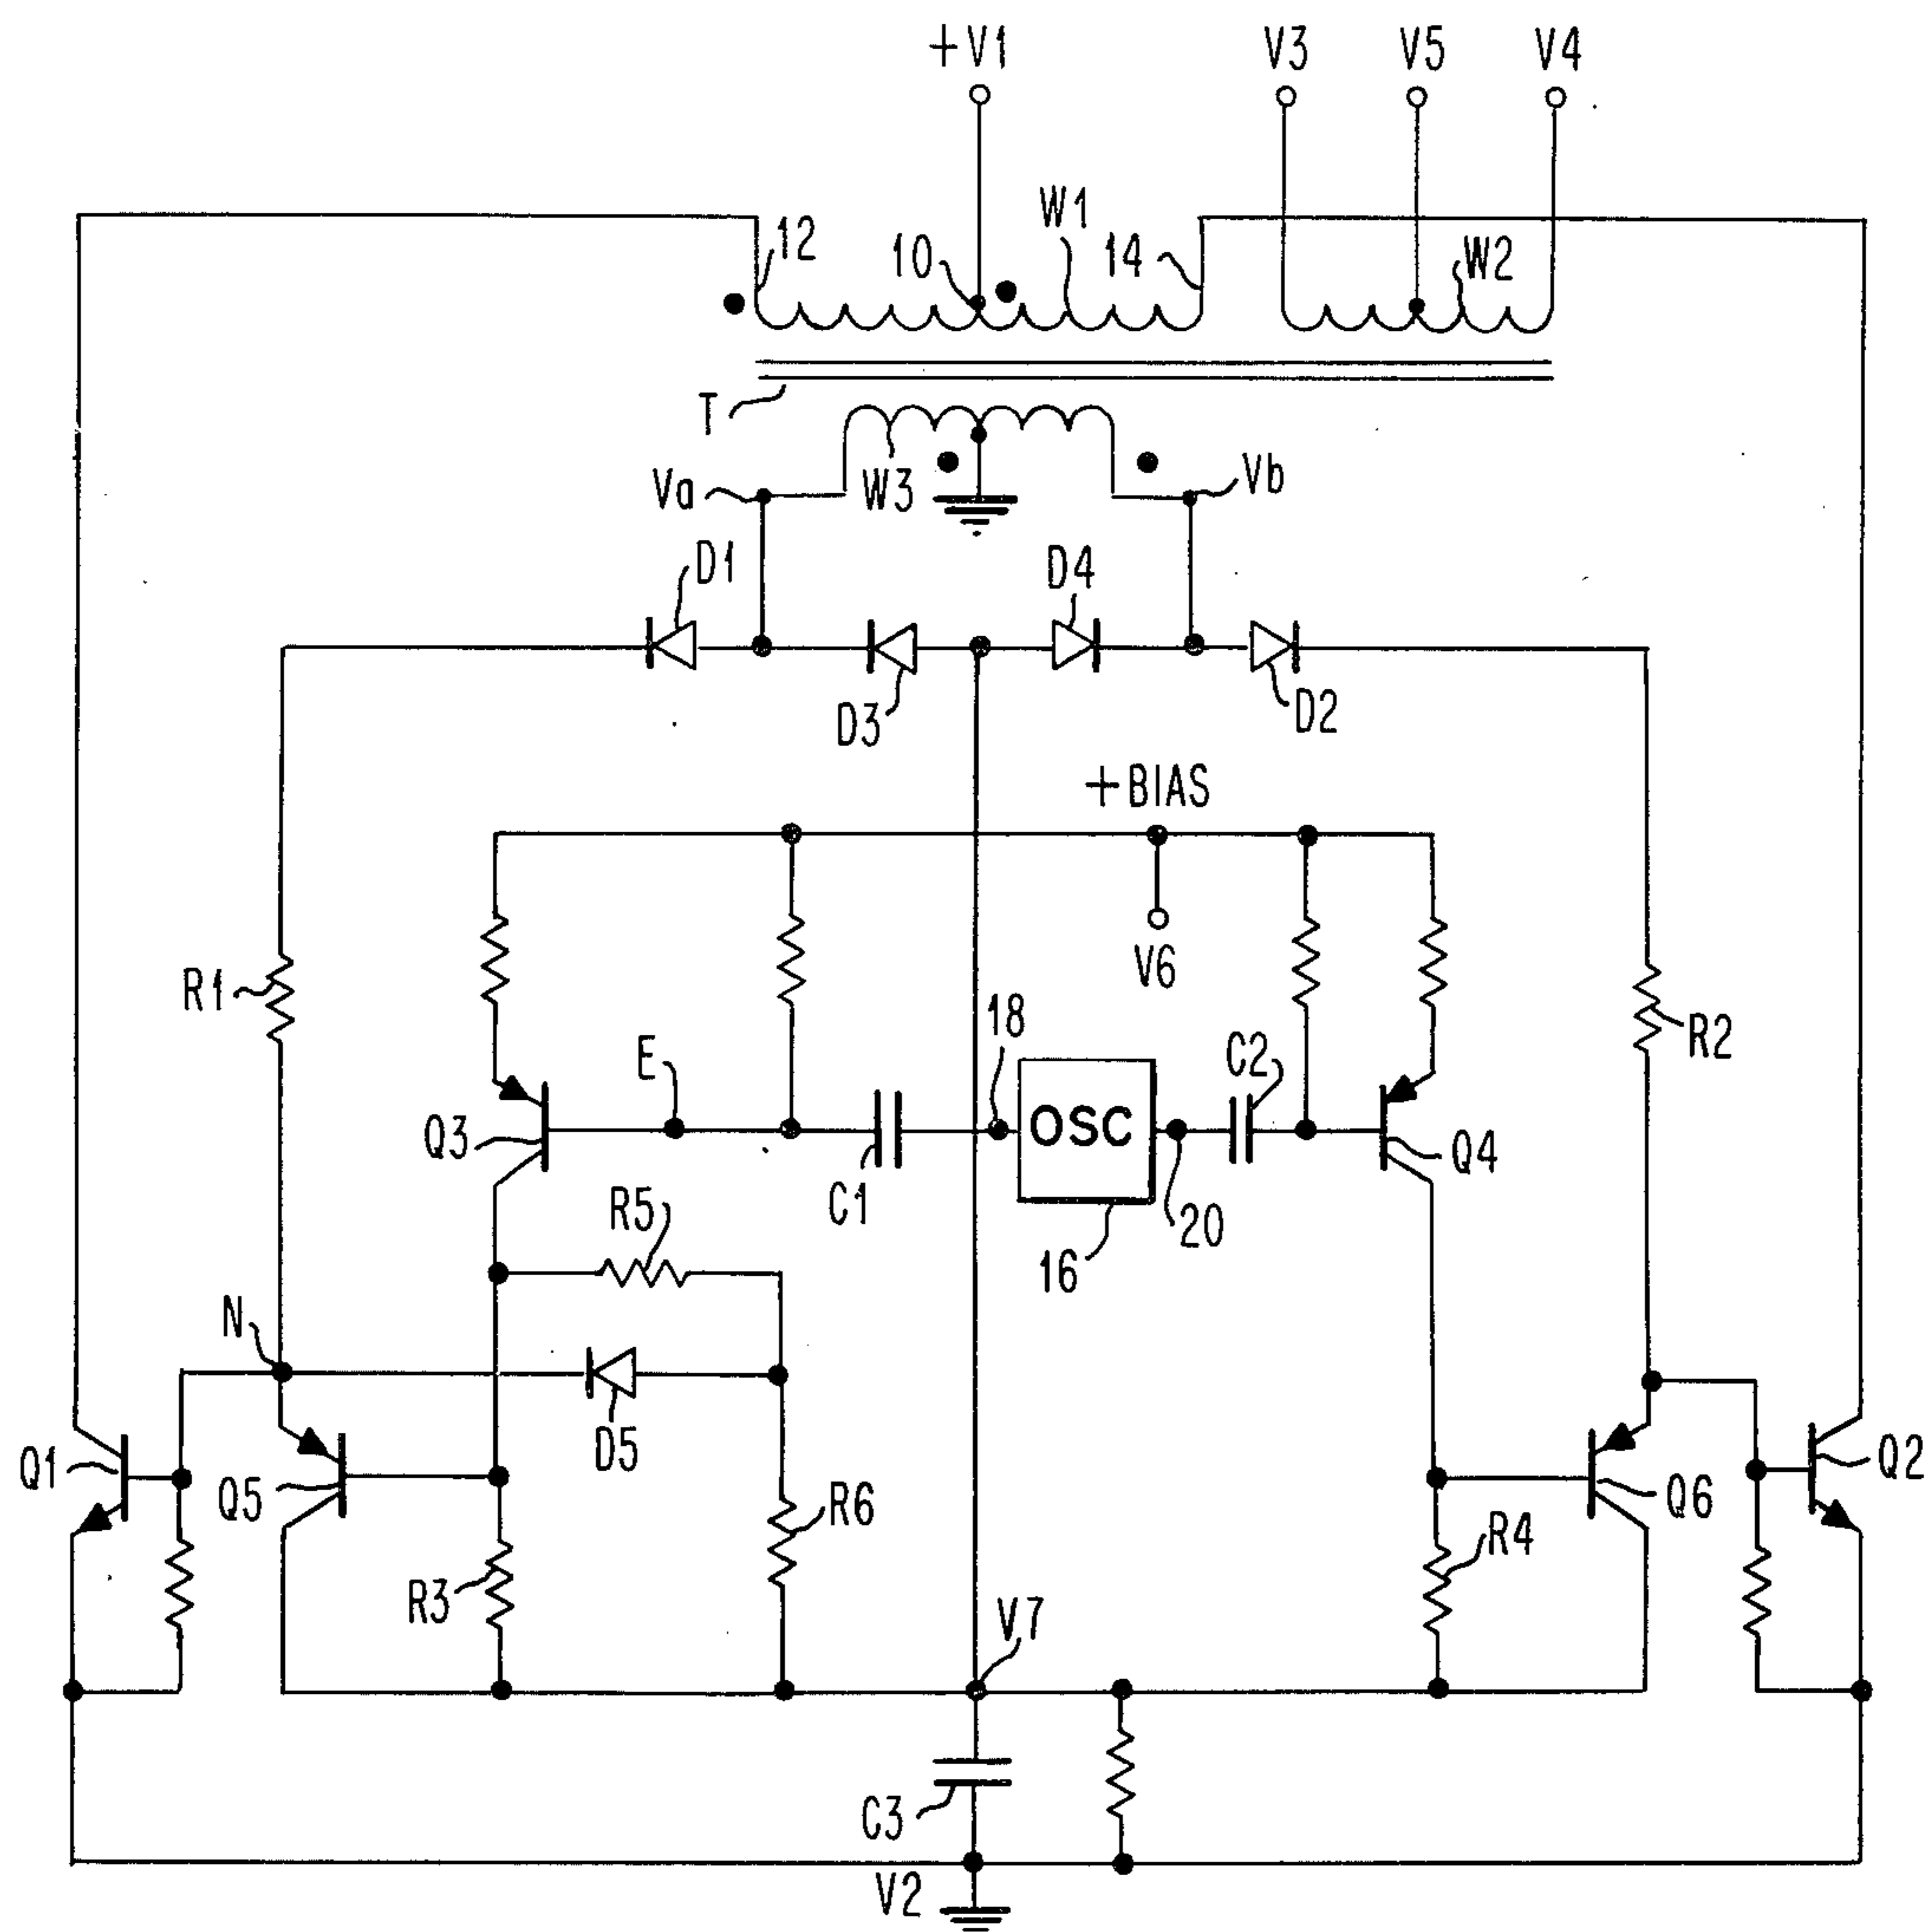 +V1
V3
V5
V4
W1
12
10
14
W2
T
Va
W3
Vb
D1
D4
D3
D2
+BIAS
V6
R1
18
R2
E
C2
Q3
OSC
Q4
C1
R5
16
20
N
D5
Q1
Q5
R6
Q6
Q2
R3
R4
V7
C3
V2